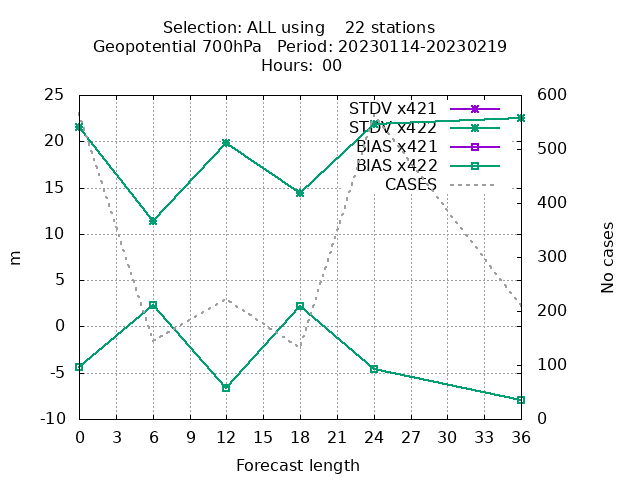 Selection: ALL using    22 stations
Geopotential 700hPa   Period: 20230114-20230219
Hours: 00
25
20
15
10
5
0
-5
-10
600
500
400
300
200
100
0
STDV x421
STDV x422
BIAS x421
BIAS x422
CASES
m
No cases
0 3 6 9 12 15 18 21 24 27 30 33 36
Forecast length